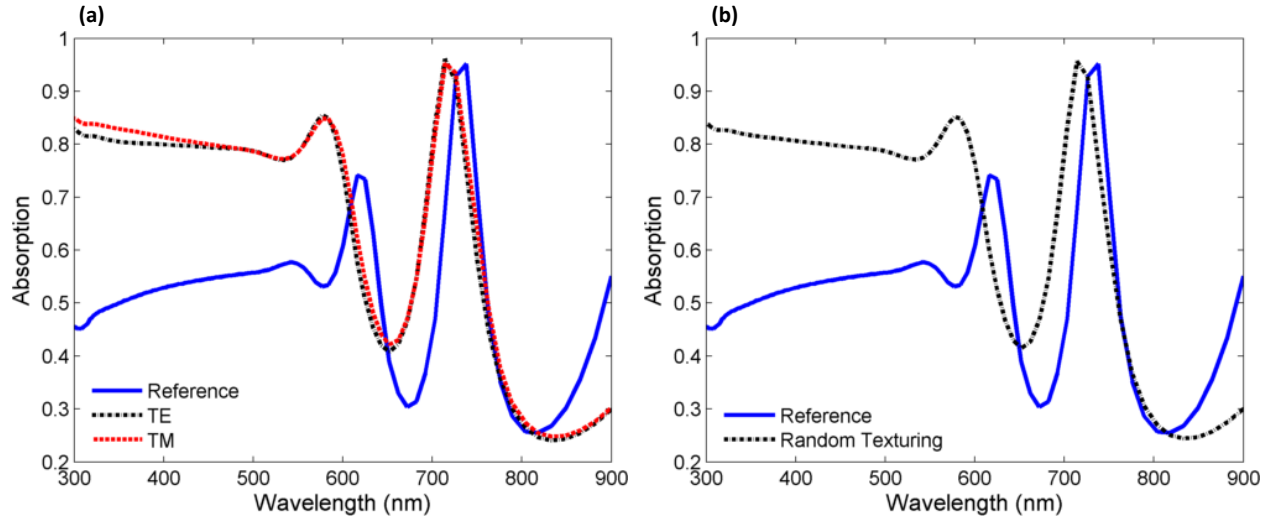 (a)
1
0.9
0.8
0.7
0.6
0.5
0.4
0.3
0.2
Absorption
300 400 500 600 700 800 900
Wavelength (nm)
Reference
TE
TM
(b)
1
0.9
0.8
0.7
0.6
0.5
0.4
0.3
0.2
Absorption
300 400 500 600 700 800 900
Wavelength (nm)
Reference
Random Texturing